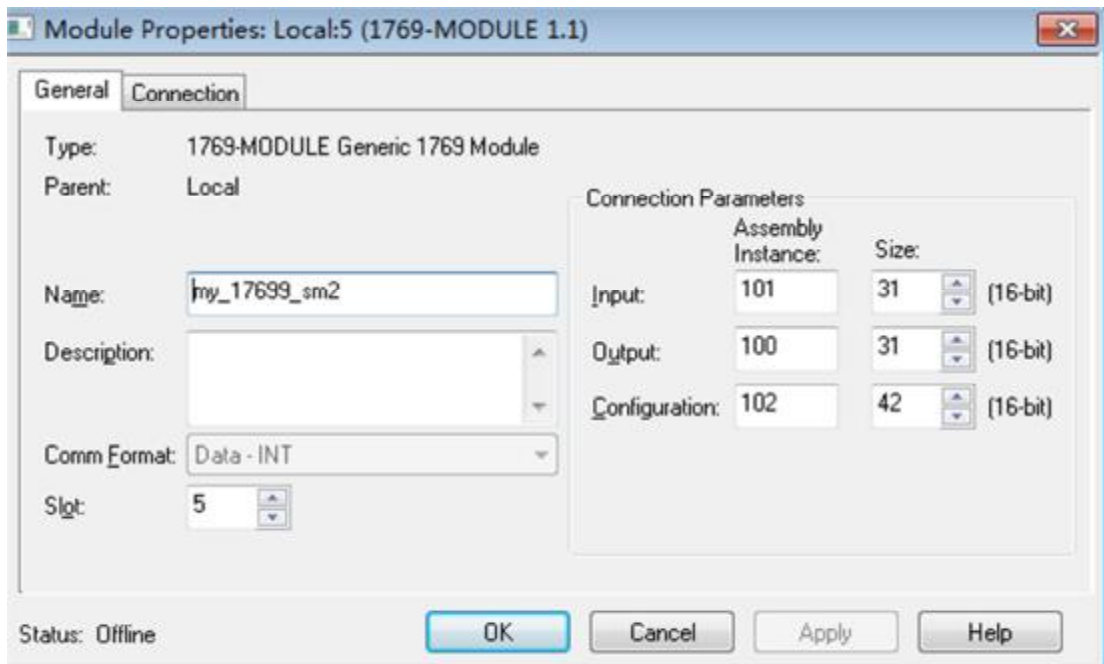 Module Properties: Local:5 (1769-MODULE 1.1)
General Connection
Type: 1769-MODULE Generic 1769 Module
Parent: Local
Connection Parameters
Assembly Instance: Size:
Name: my_17699_sm2
Input: 101 31 (16-bit)
Description:
Output: 100 31 (16-bit)
Configuration: 102 42 (16-bit)
Comm Format: Data - INT
Slot: 5
Status: Offline OK Cancel Apply Help